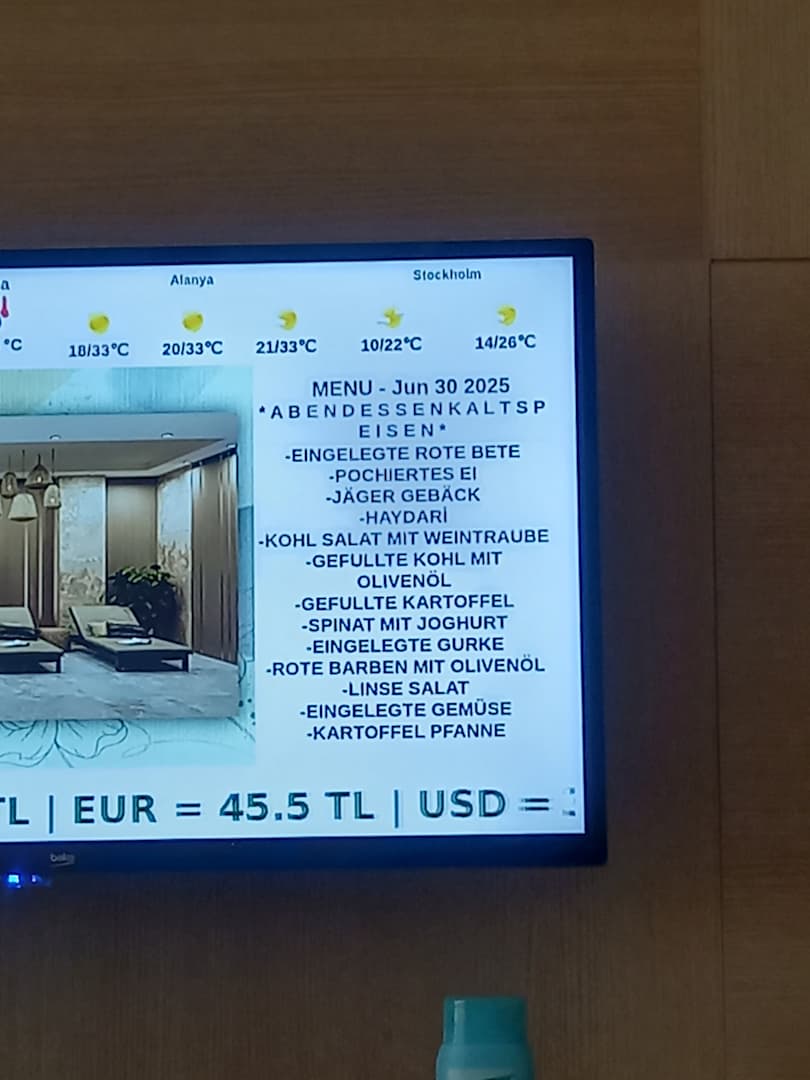 a
Alanya
Stockholm
°C
18/33°C
20/33°C
21/33°C
10/22°C
14/26°C
MENU - Jun 30 2025
*ABENDESSENKALTSP
EISEN*
-EINGELEGTE ROTE BETE
-POCHIERTES EI
-JÄGER GEBÄCK
-HAYDARİ
-KOHL SALAT MIT WEINTRAUBE
-GEFULLTE KOHL MIT
OLIVENÖL
-GEFULLTE KARTOFFEL
-SPINAT MIT JOGHURT
-EINGELEGTE GURKE
-ROTE BARBEN MIT OLIVENÖL
-LINSE SALAT
-EINGELEGTE GEMÜSE
-KARTOFFEL PFANNE
TL | EUR = 45.5 TL | USD =
beko